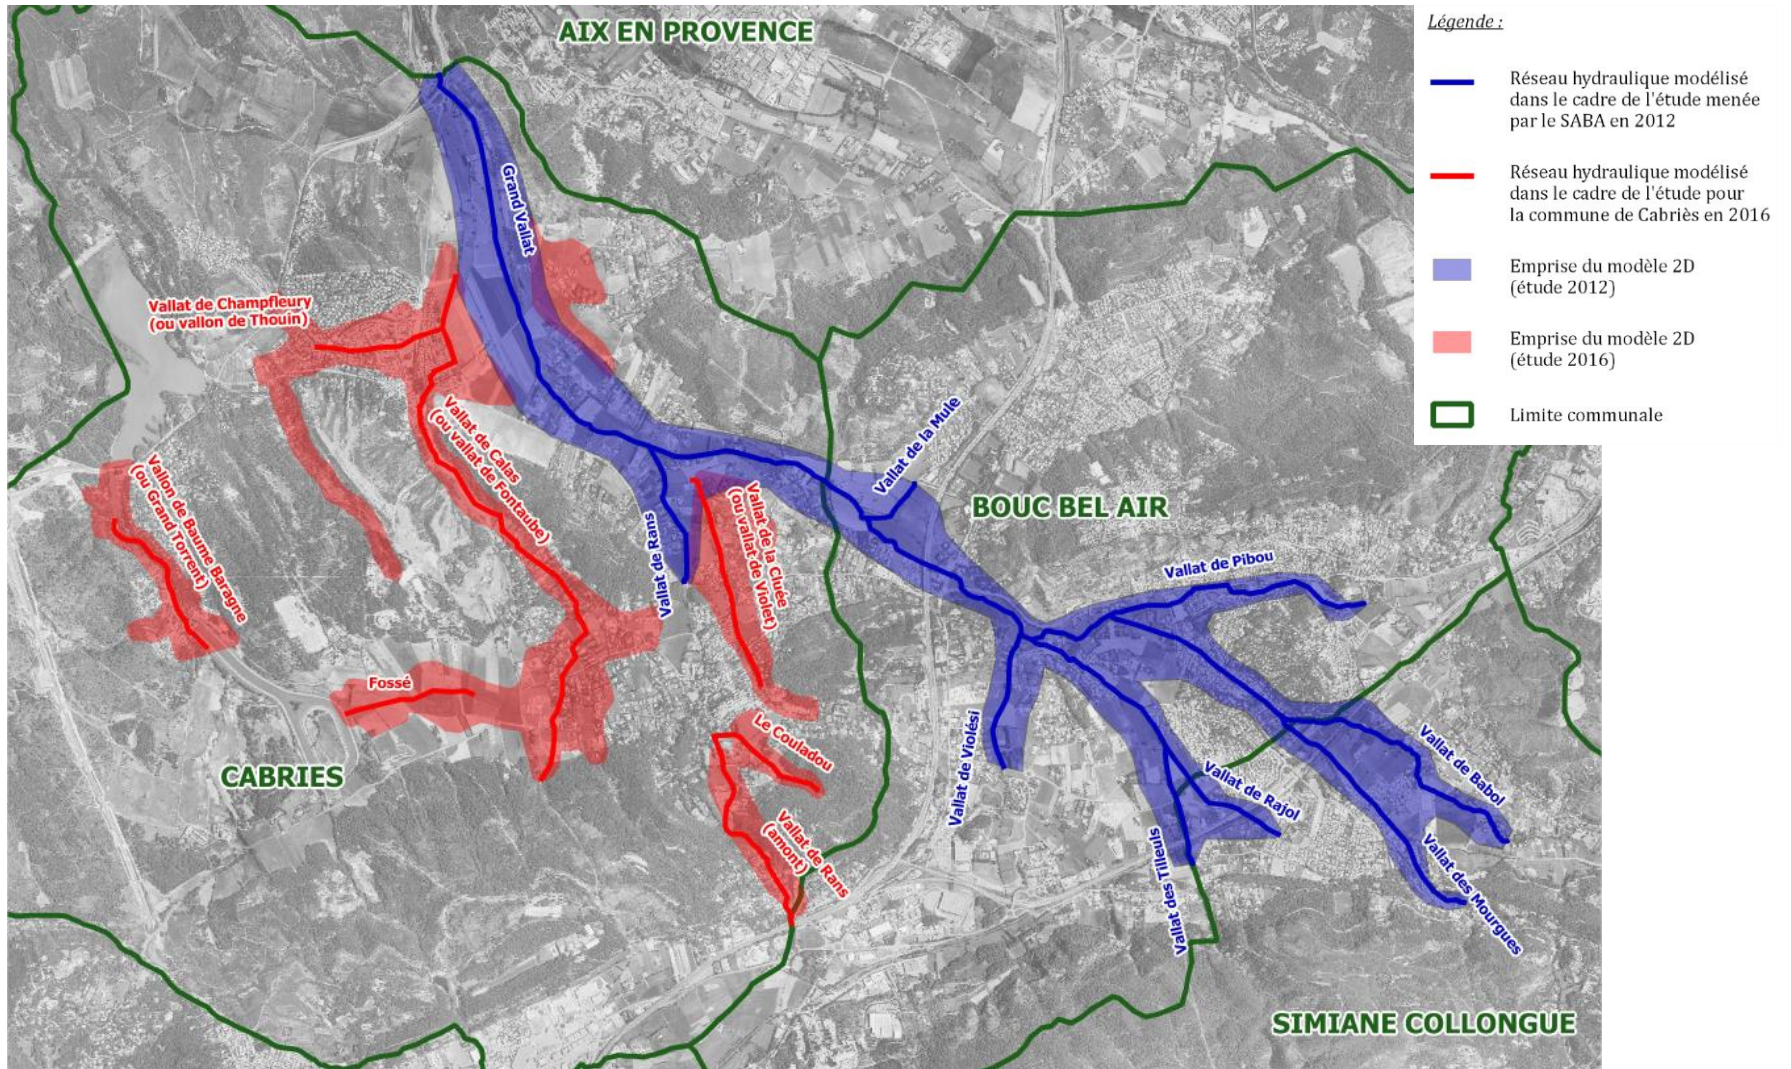 AIX EN PROVENCE
Légende :
Réseau hydraulique modélisé
dans le cadre de l'étude menée
par le SABA en 2012
Réseau hydraulique modélisé
dans le cadre de l'étude pour
la commune de Cabriès en 2016
Emprise du modèle 2D
(étude 2012)
Emprise du modèle 2D
(étude 2016)
Limite communale
Grand Vallat
Vallat de Champfleury
(ou vallon de Thouin)
Vallat de Calas
(ou vallat de Fontaube)
Vallat de la Mule
Vallon de Baume Baragne
(ou Grand Torrent)
Vallat de Rans
Vallat de la Cluée
(ou vallat de Violet)
BOUC BEL AIR
Vallat de Pibou
Fossé
Le Couladou
CABRIES
Vallat de Violési
Vallat de Rajol
Vallat de Babol
Vallat de Rans
(amont)
Vallat des Tilleuls
Vallat des Mourgues
SIMIANE COLLONGUE